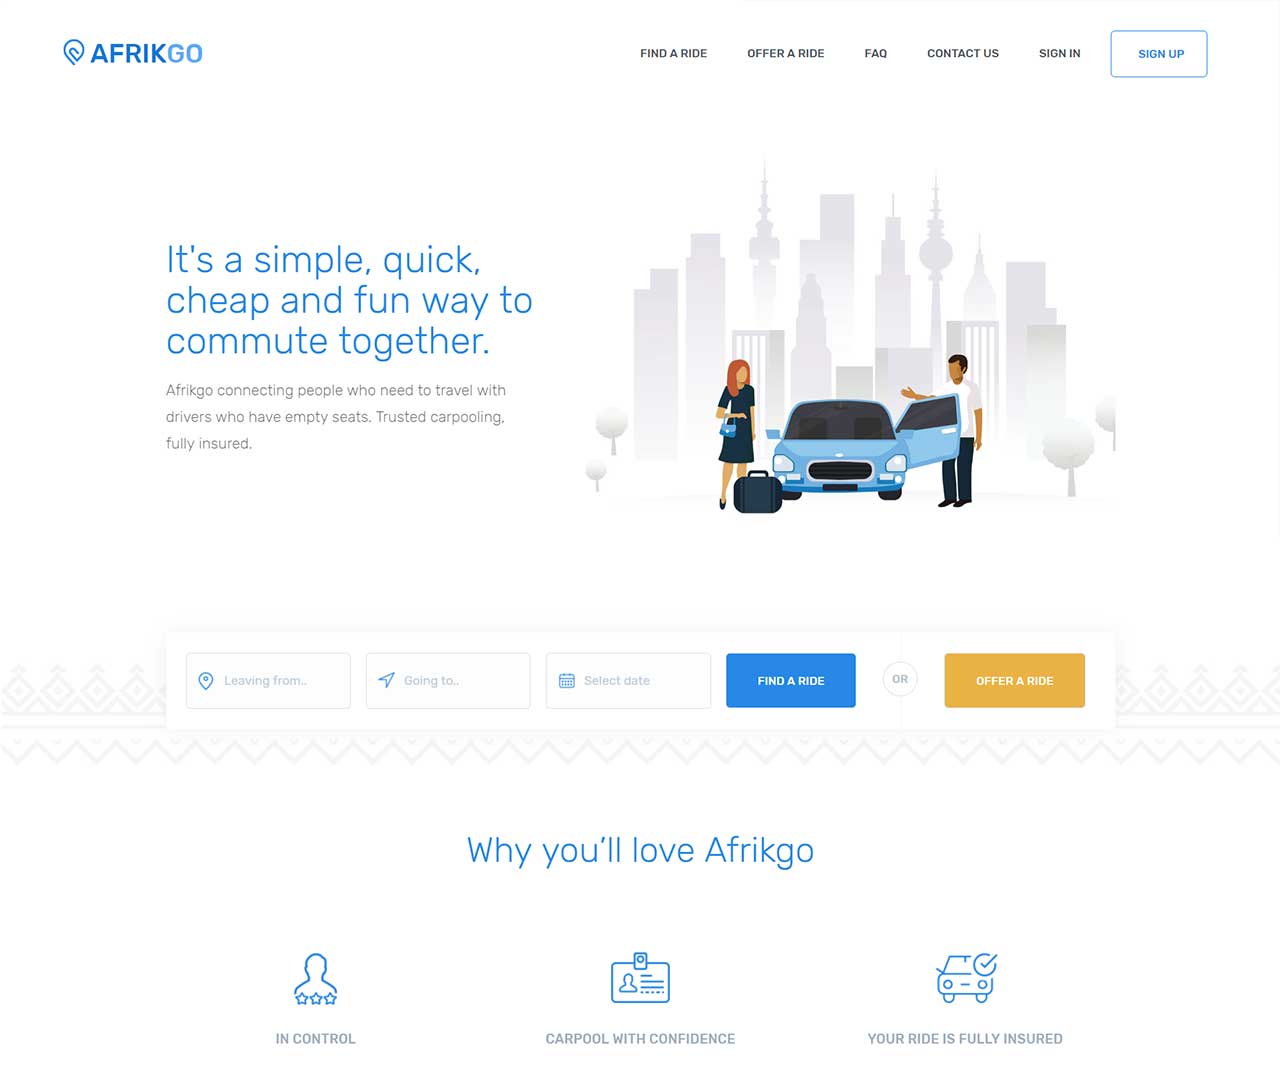 AFRIKGO
FIND A RIDE
OFFER A RIDE
FAQ
CONTACT US
SIGN IN
SIGN UP
It's a simple, quick,
cheap and fun way to
commute together.
Afrikgo connecting people who need to travel with
drivers who have empty seats. Trusted carpooling,
fully insured.
Leaving from..
Going to..
Select date
FIND A RIDE
OR
OFFER A RIDE
Why you’ll love Afrikgo
IN CONTROL
CARPOOL WITH CONFIDENCE
YOUR RIDE IS FULLY INSURED